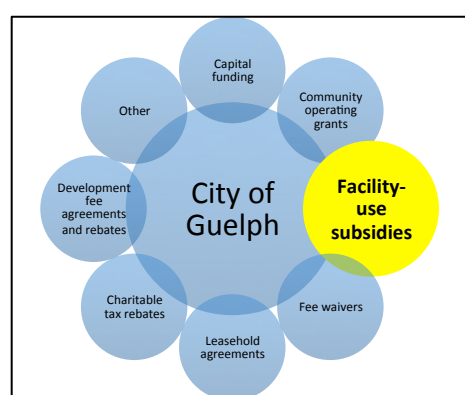 Capital
funding
Community
operating
grants
Facility-
use
subsidies
Fee waivers
Leasehold
agreements
Charitable
tax rebates
Development
fee
agreements
and rebates
Other
City of
Guelph